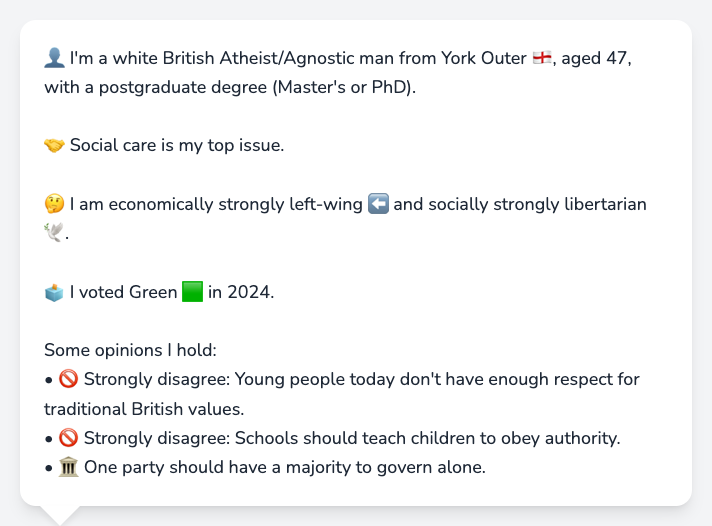 👤 I'm a white British Atheist/Agnostic man from York Outer 🏴󠁧󠁢󠁥󠁮󠁧󠁿, aged 47,
with a postgraduate degree (Master's or PhD).
🤝 Social care is my top issue.
🤔 I am economically strongly left-wing ⬅️ and socially strongly libertarian
🕊️.
🗳️ I voted Green 🟩 in 2024.
Some opinions I hold:
• 🚫 Strongly disagree: Young people today don't have enough respect for
traditional British values.
• 🚫 Strongly disagree: Schools should teach children to obey authority.
• 🏛️ One party should have a majority to govern alone.